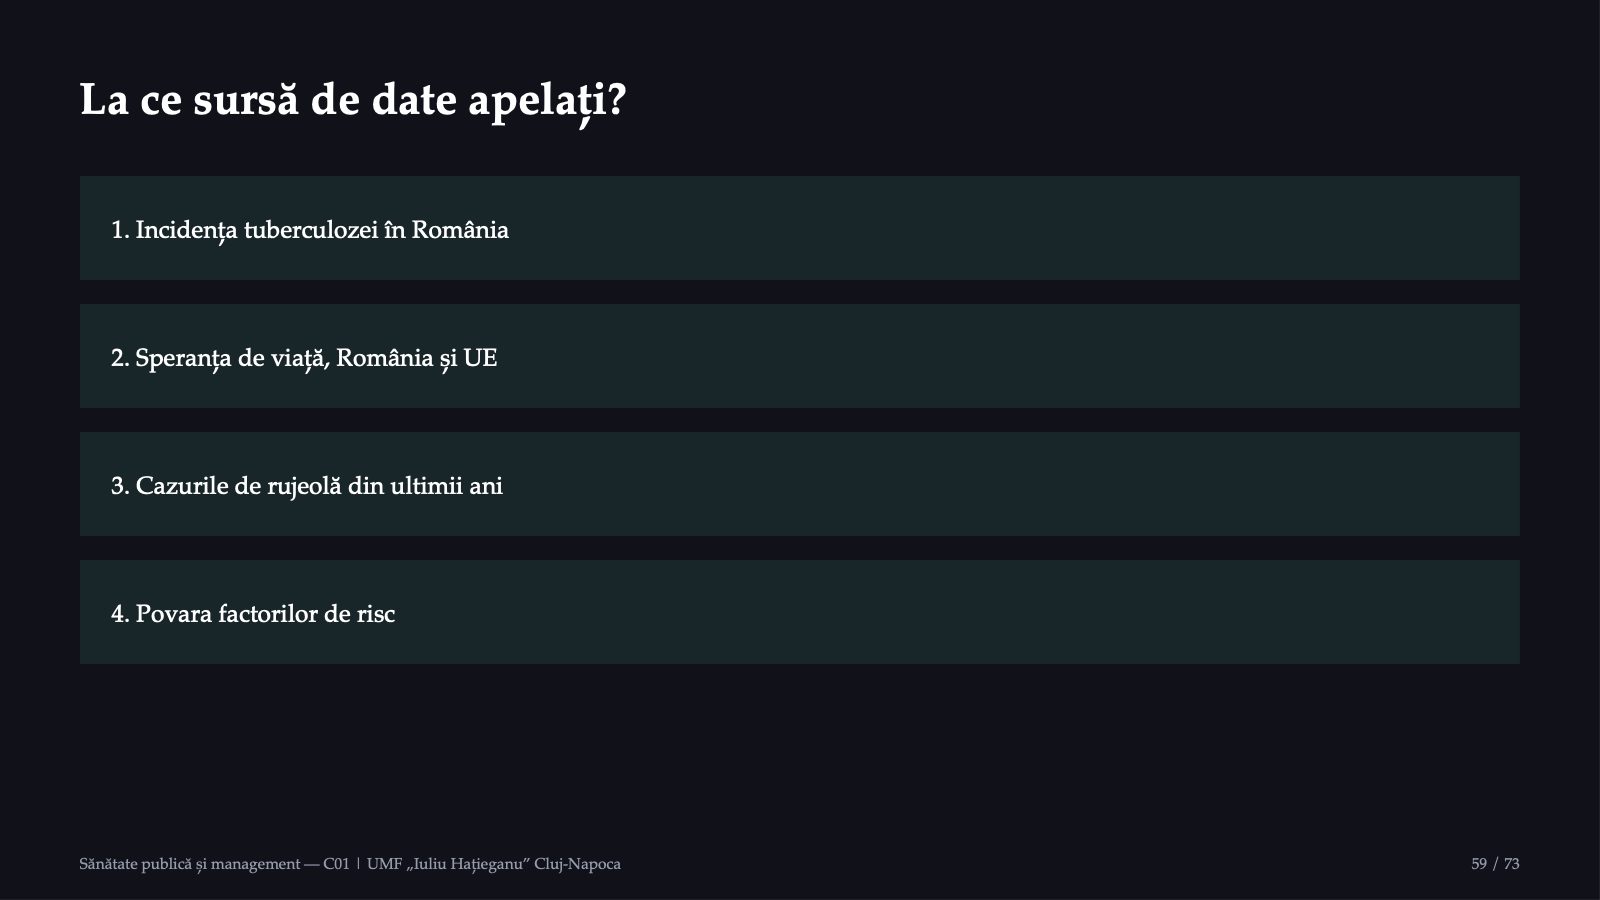 La ce sursă de date apelați?
1. Incidența tuberculozei în România
2. Speranța de viață, România și UE
3. Cazurile de rujeolă din ultimii ani
4. Povara factorilor de risc
Sănătate publică și management — C01 | UMF „Iuliu Hațieganu” Cluj-Napoca
59 / 73